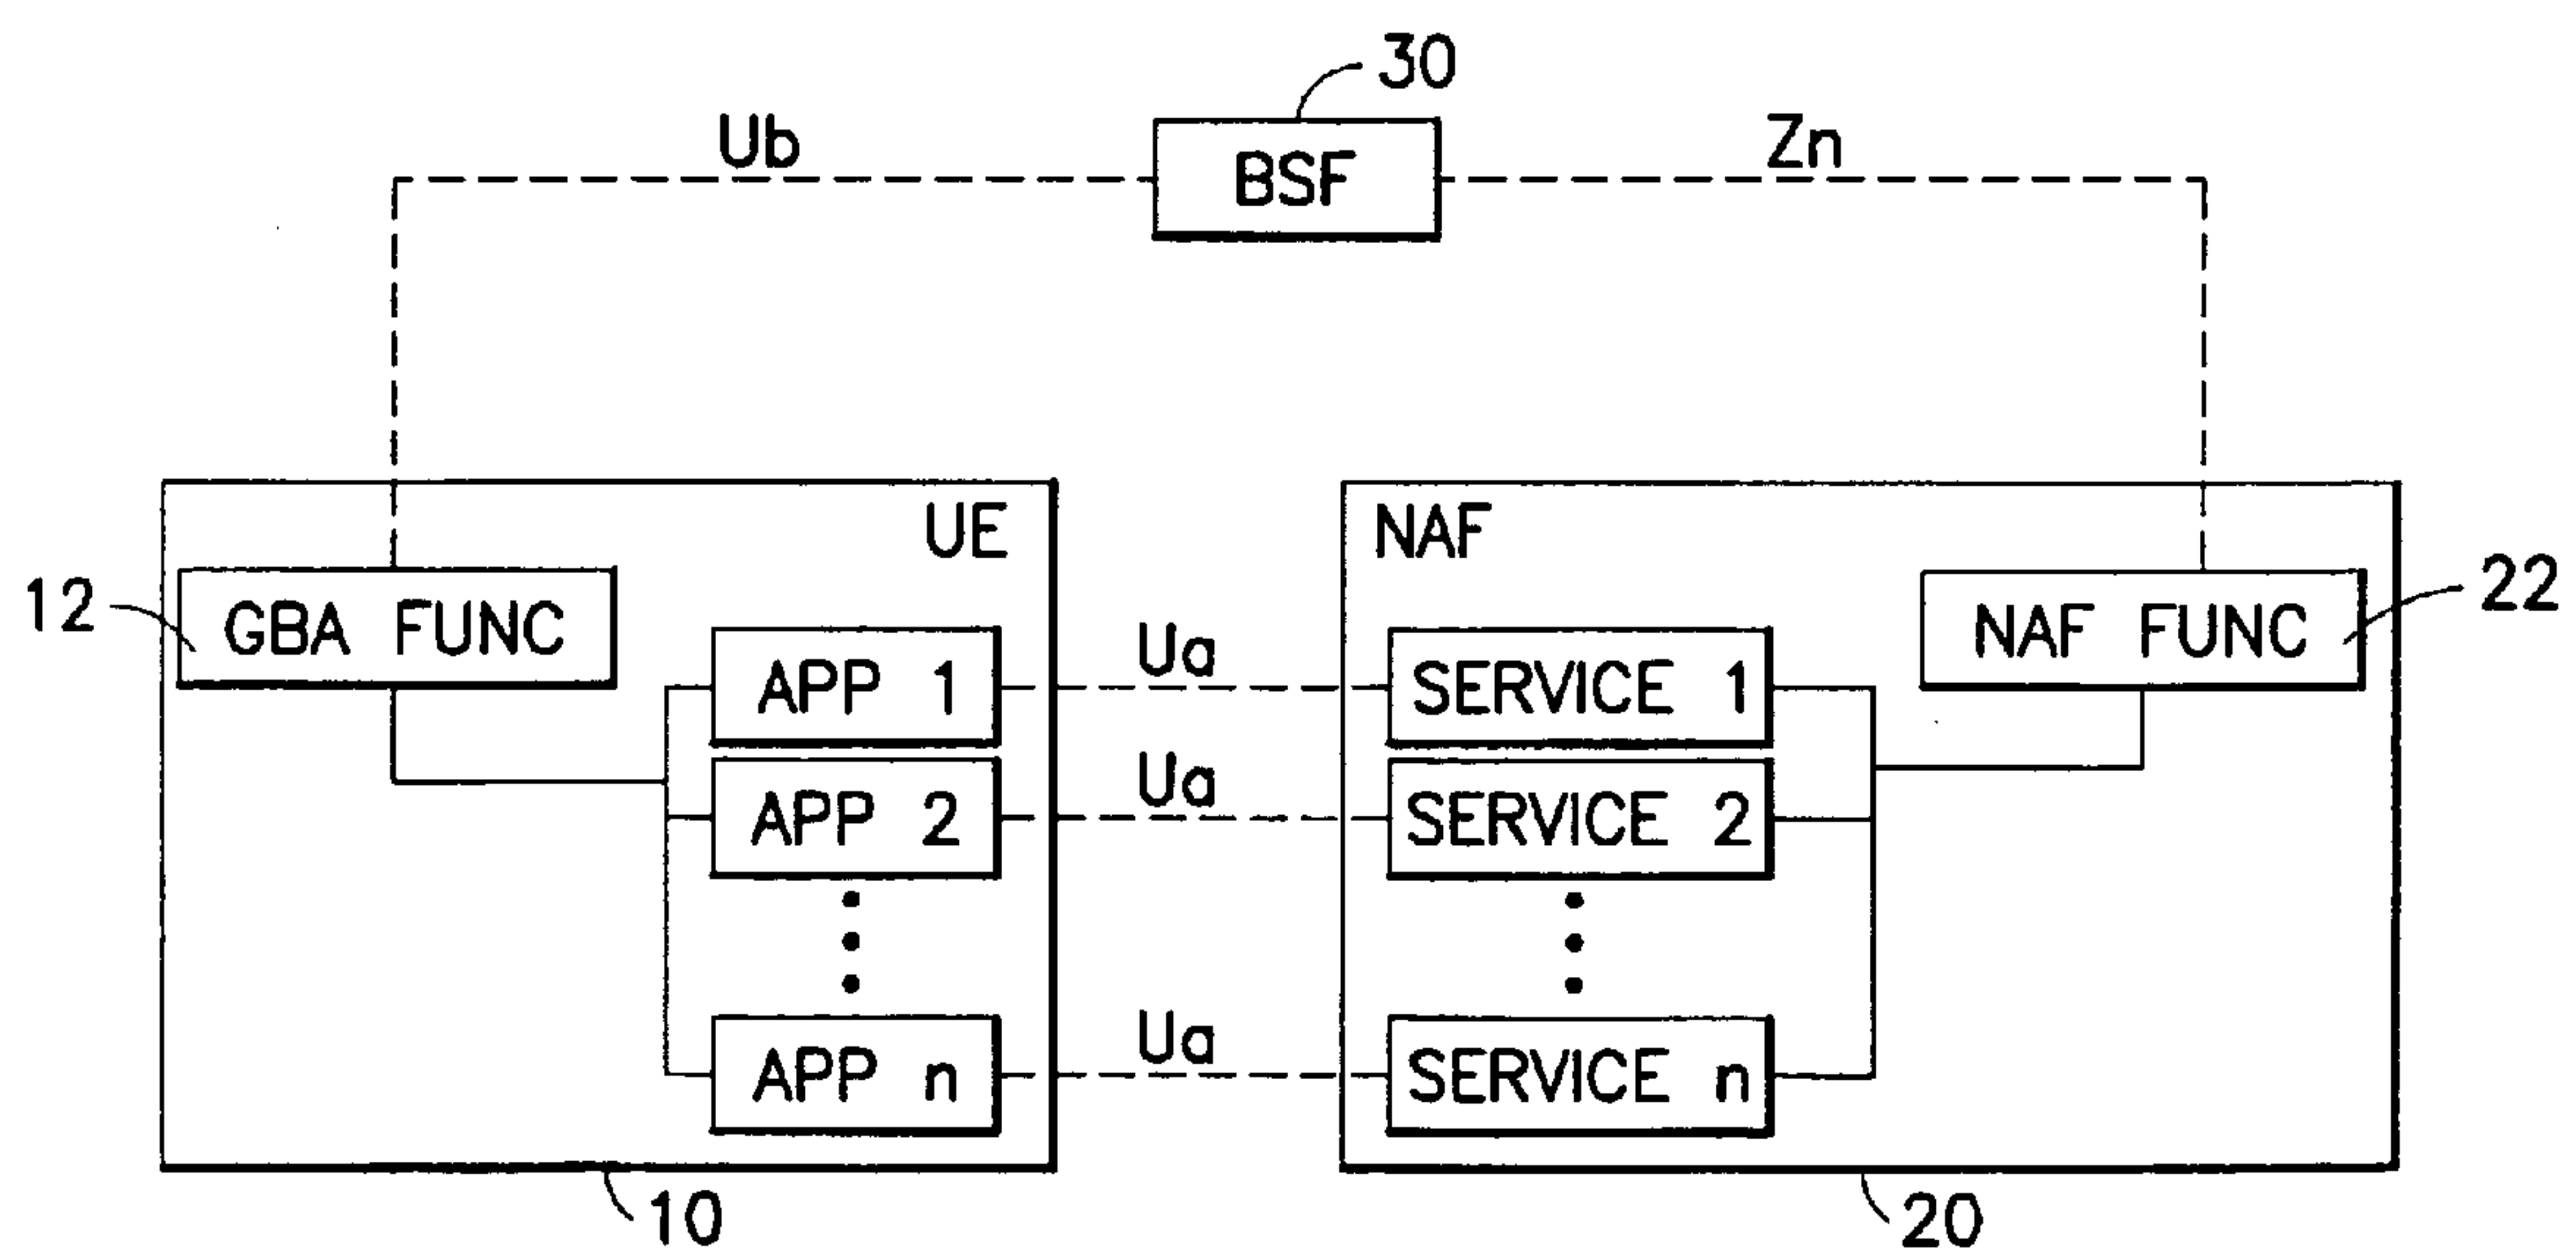 30
Ub
Zn
BSF
UE
NAF
12
GBA FUNC
NAF FUNC
22
APP 1
Ua
SERVICE 1
APP 2
Ua
SERVICE 2
APP n
Ua
SERVICE n
10
20